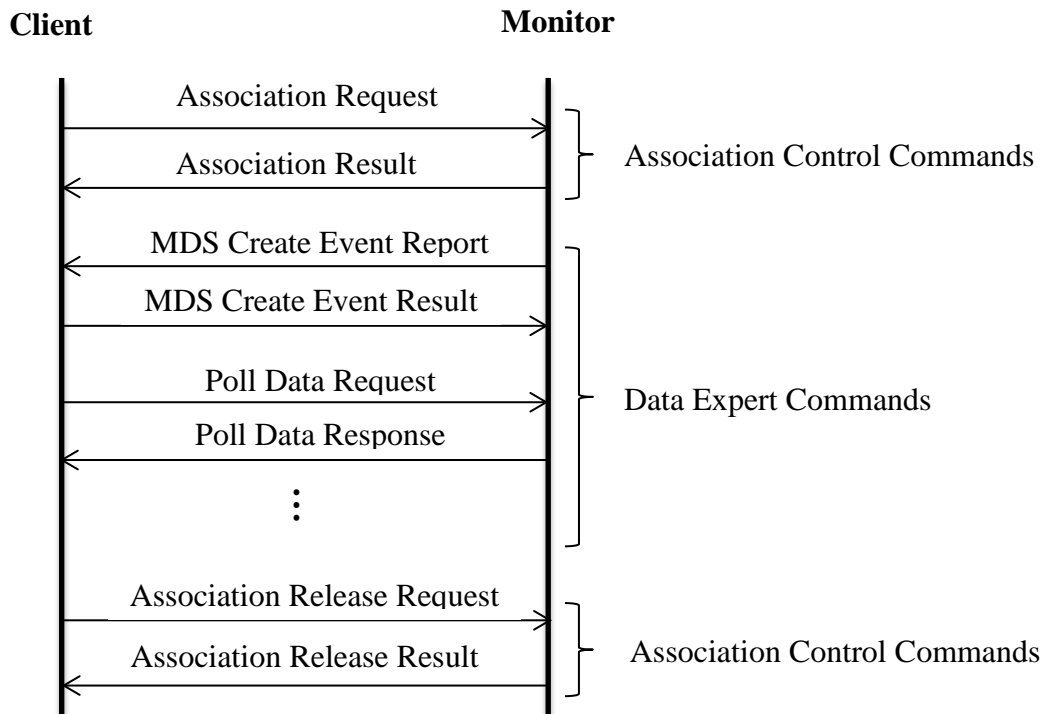 Client
Monitor
Association Request
Association Result
Association Control Commands
MDS Create Event Report
MDS Create Event Result
Poll Data Request
Poll Data Response
Data Expert Commands
Association Release Request
Association Release Result
Association Control Commands